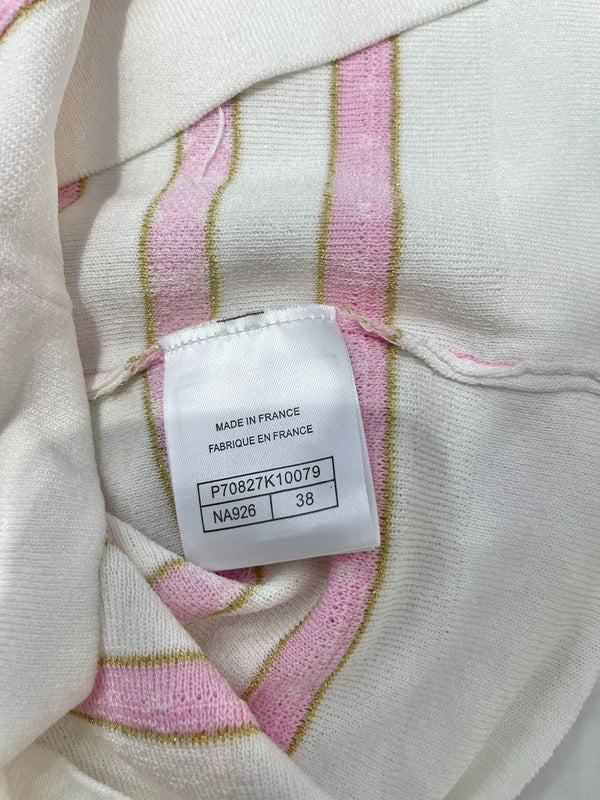 MADE IN FRANCE
FABRIQUE EN FRANCE
P70827K10079
NA926 38